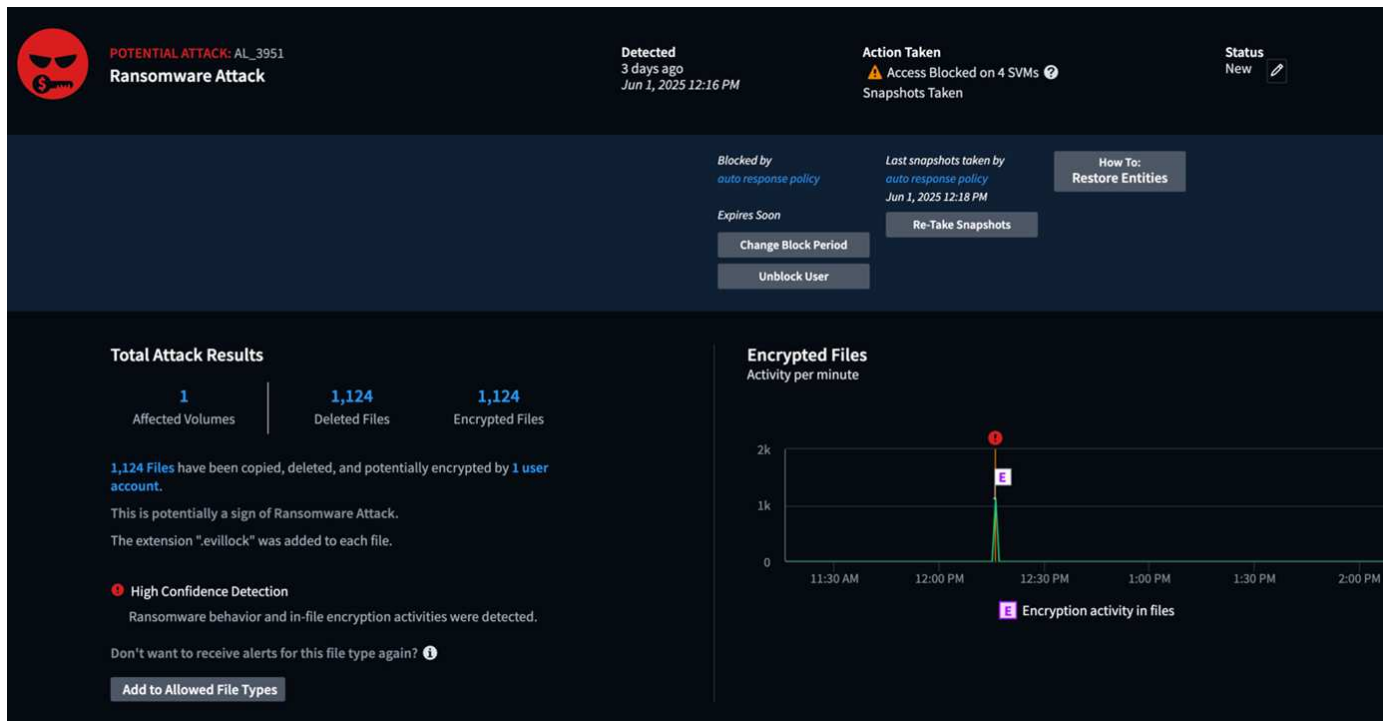 POTENTIAL ATTACK: AL_3951
Ransomware Attack
Detected
3 days ago
Jun 1, 2025 12:16 PM
Action Taken
Access Blocked on 4 SVMs ?
Snapshots Taken
Status
New
Blocked by
auto response policy
Expires Soon
Change Block Period
Unblock User
Last snapshots taken by
auto response policy
Jun 1, 2025 12:18 PM
Re-Take Snapshots
How To:
Restore Entities
Total Attack Results
1
Affected Volumes
1,124
Deleted Files
1,124
Encrypted Files
1,124 Files have been copied, deleted, and potentially encrypted by 1 user
account.
This is potentially a sign of Ransomware Attack.
The extension ".evillock" was added to each file.
High Confidence Detection
Ransomware behavior and in-file encryption activities were detected.
Don't want to receive alerts for this file type again?
Add to Allowed File Types
Encrypted Files
Activity per minute
2k
1k
0
E
11:30 AM
12:00 PM
12:30 PM
1:00 PM
1:30 PM
2:00 PM
E Encryption activity in files